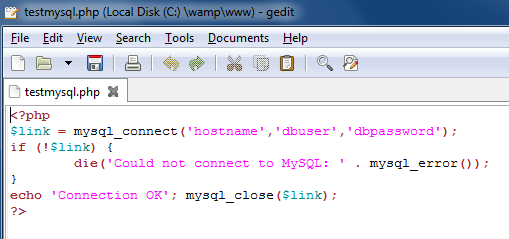 testmysql.php (Local Disk (C:) \wamp\www) - gedit
File Edit View Search Tools Documents Help
testmysql.php
<?php
$link = mysql_connect('hostname','dbuser','dbpassword');
if (!$link) {
die('Could not connect to MySQL: ' . mysql_error());
}
echo 'Connection OK'; mysql_close($link);
?>